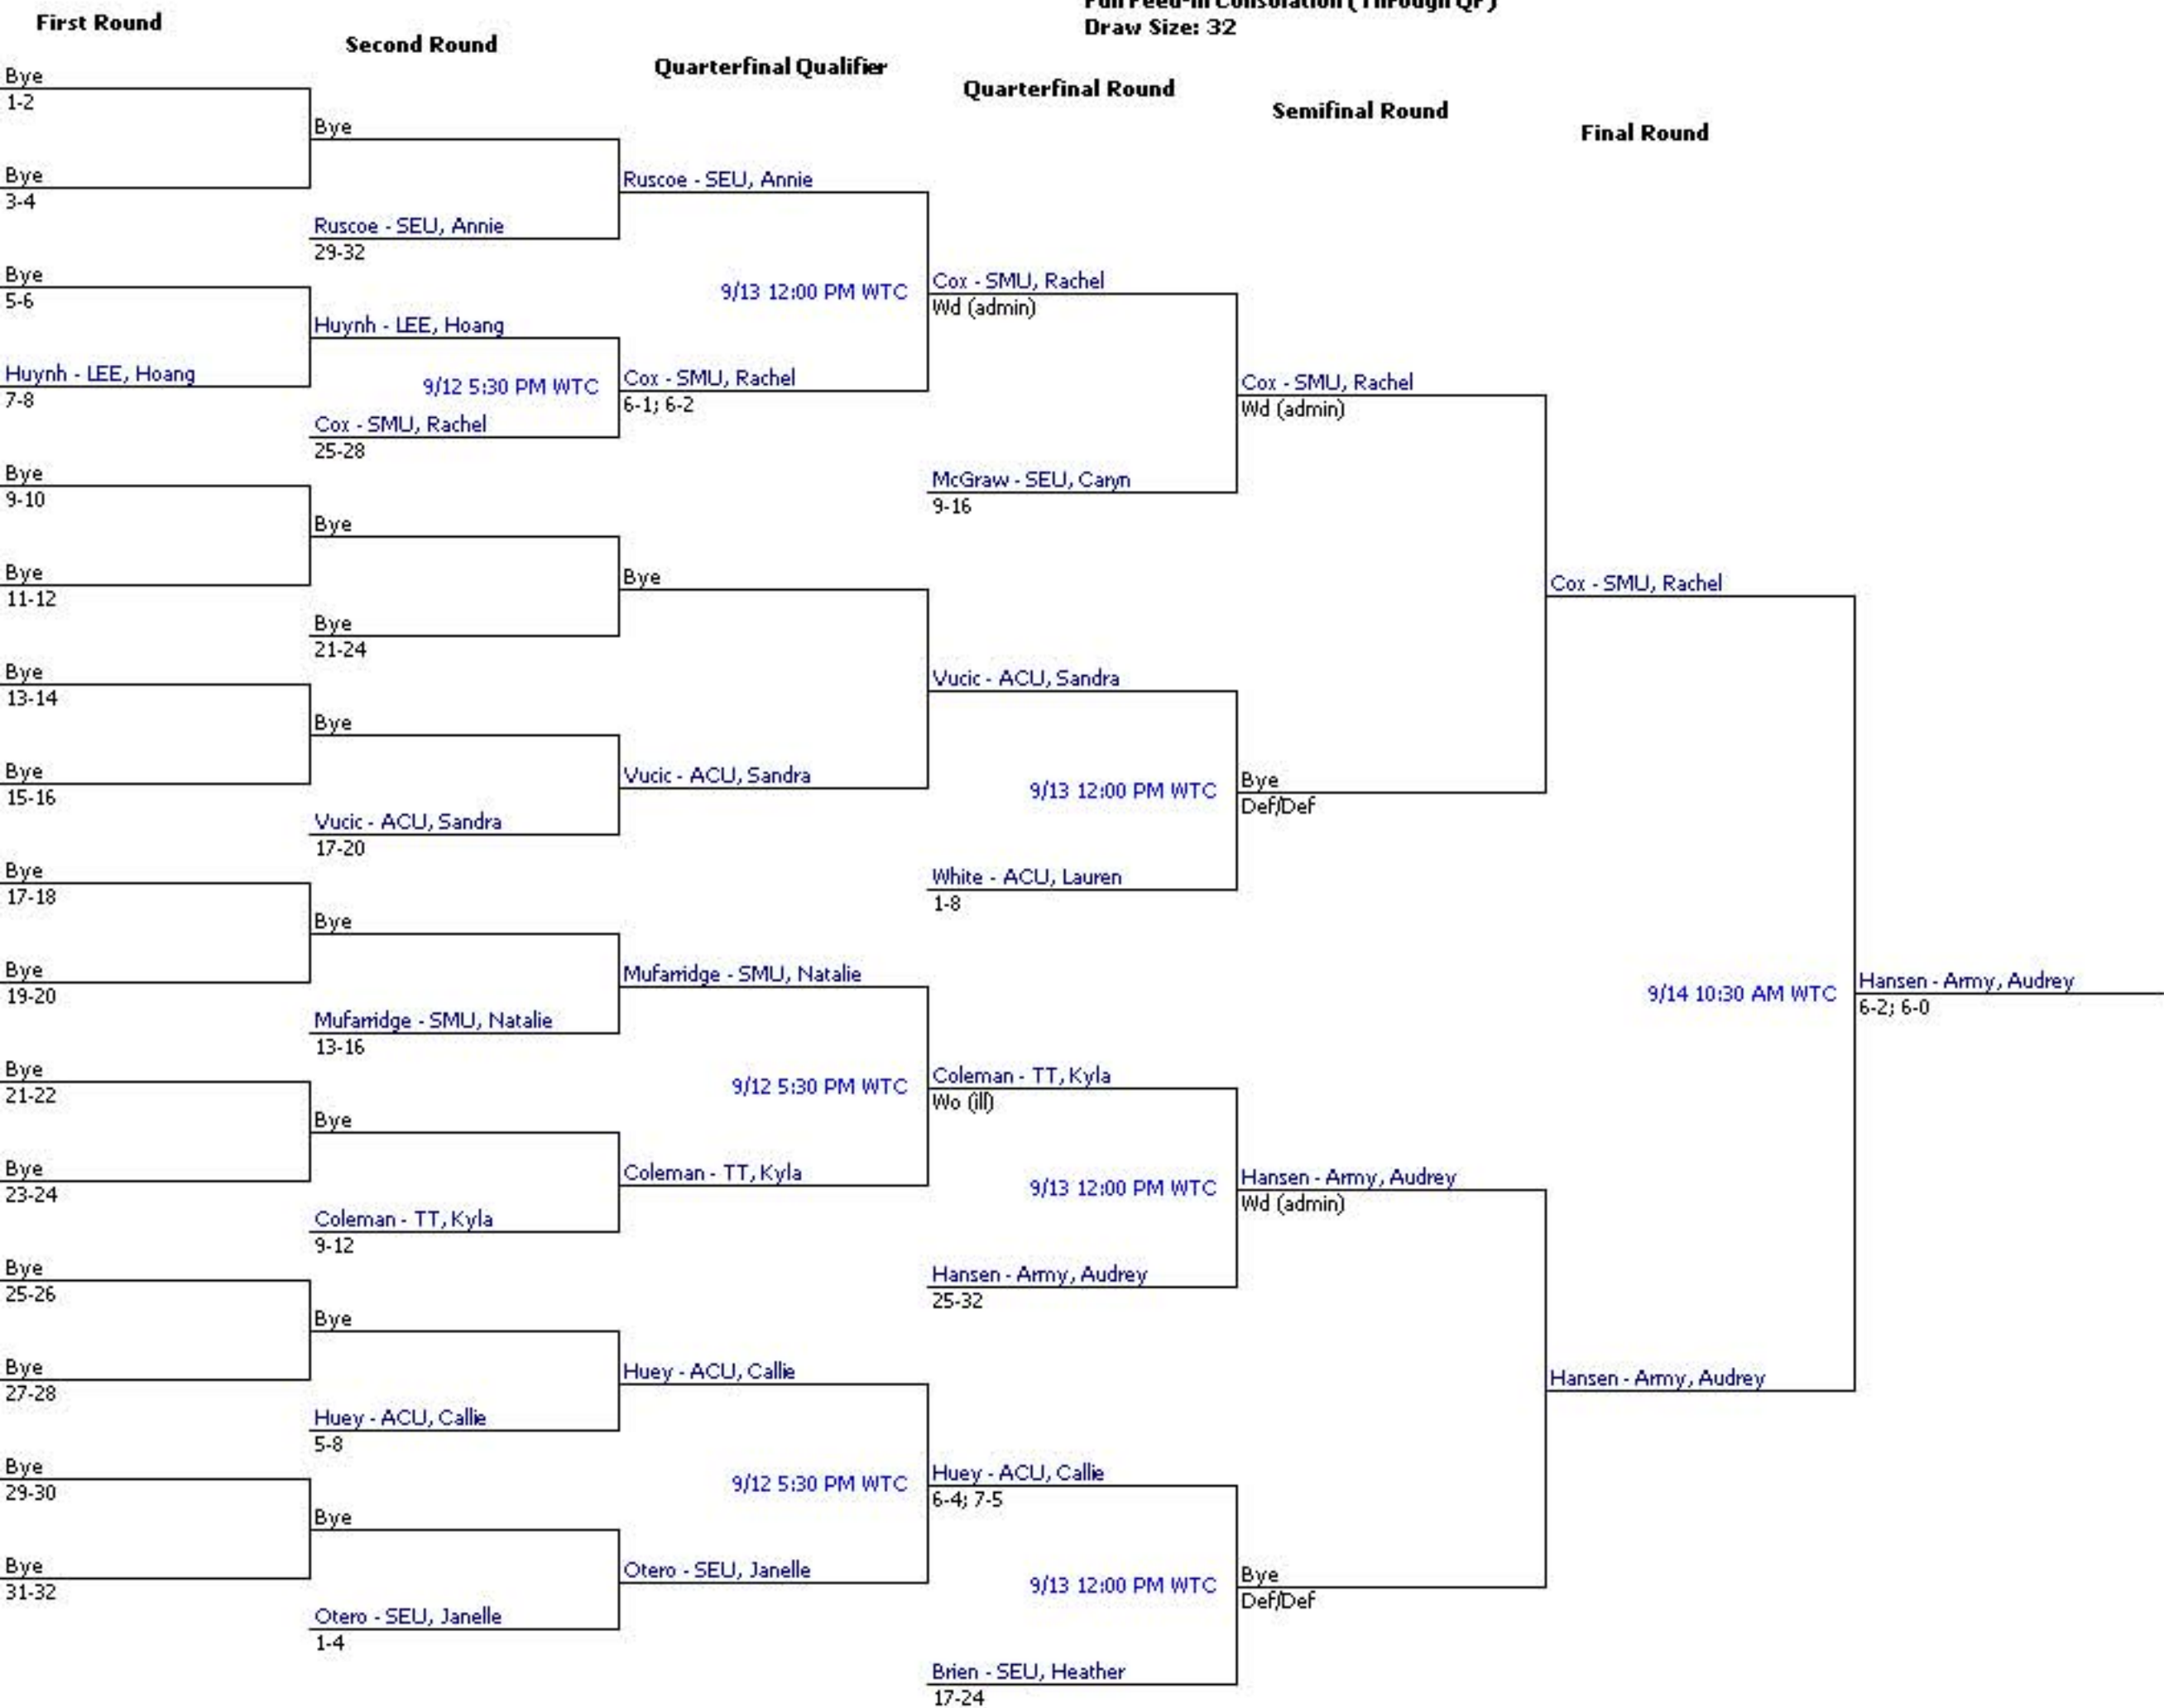 Full Feed-In Consolation (Through QF)
Draw Size: 32
First Round
Second Round
Quarterfinal Qualifier
Quarterfinal Round
Semifinal Round
Final Round
Bye
1-2
Bye
3-4
Bye
5-6
Huynh - LEE, Hoang
7-8
Bye
9-10
Bye
11-12
Bye
13-14
Bye
15-16
Bye
17-18
Bye
19-20
Bye
21-22
Bye
23-24
Bye
25-26
Bye
27-28
Bye
29-30
Bye
31-32
Bye
Ruscoe - SEU, Annie
29-32
Huynh - LEE, Hoang
9/12 5:30 PM WTC
Cox - SMU, Rachel
25-28
Bye
Bye
21-24
Bye
Vucic - ACU, Sandra
17-20
Bye
Mufarridge - SMU, Natalie
13-16
Bye
Coleman - TT, Kyla
9-12
Bye
Huey - ACU, Callie
5-8
Bye
Otero - SEU, Janelle
1-4
Ruscoe - SEU, Annie
9/13 12:00 PM WTC
Cox - SMU, Rachel
6-1; 6-2
Bye
Vucic - ACU, Sandra
Mufarridge - SMU, Natalie
9/12 5:30 PM WTC
Coleman - TT, Kyla
Huey - ACU, Callie
9/12 5:30 PM WTC
Otero - SEU, Janelle
Cox - SMU, Rachel
Wd (admin)
McGraw - SEU, Caryn
9-16
Vucic - ACU, Sandra
9/13 12:00 PM WTC
White - ACU, Lauren
1-8
Coleman - TT, Kyla
Wo (ill)
9/13 12:00 PM WTC
Hansen - Army, Audrey
25-32
Huey - ACU, Callie
6-4; 7-5
9/13 12:00 PM WTC
Brien - SEU, Heather
17-24
Cox - SMU, Rachel
Wd (admin)
Bye
Def/Def
Hansen - Army, Audrey
Wd (admin)
Bye
Def/Def
Cox - SMU, Rachel
9/14 10:30 AM WTC
Hansen - Army, Audrey
Hansen - Army, Audrey
6-2; 6-0